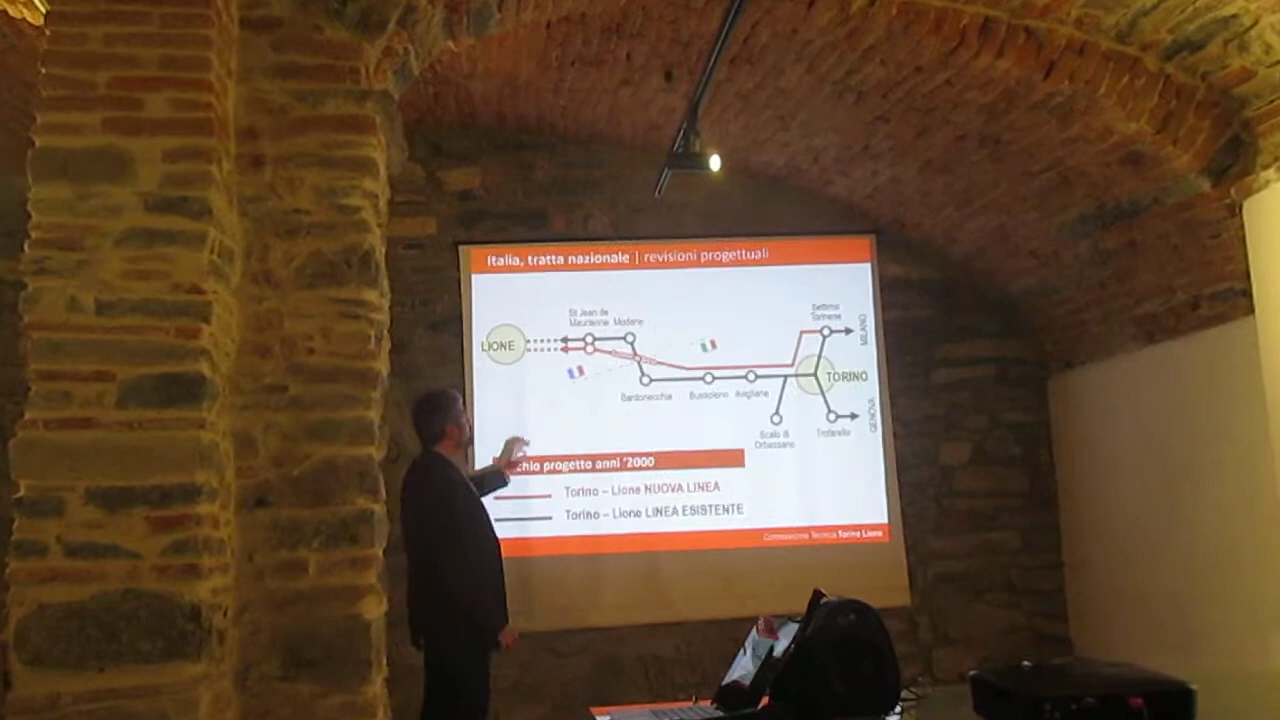 Italia, tratta nazionale | revisioni progettuali
St Jean de
Maurienne Modane
Settimo
Torinese
MILANO
LIONE
TORINO
Bardonecchia Bussoleno Avigliana
Scalo di
Orbassano
Trofarello
GENOVA
chio progetto anni '2000
Torino – Lione NUOVA LINEA
Torino – Lione LINEA ESISTENTE
Commissione Tecnica Torino Lione